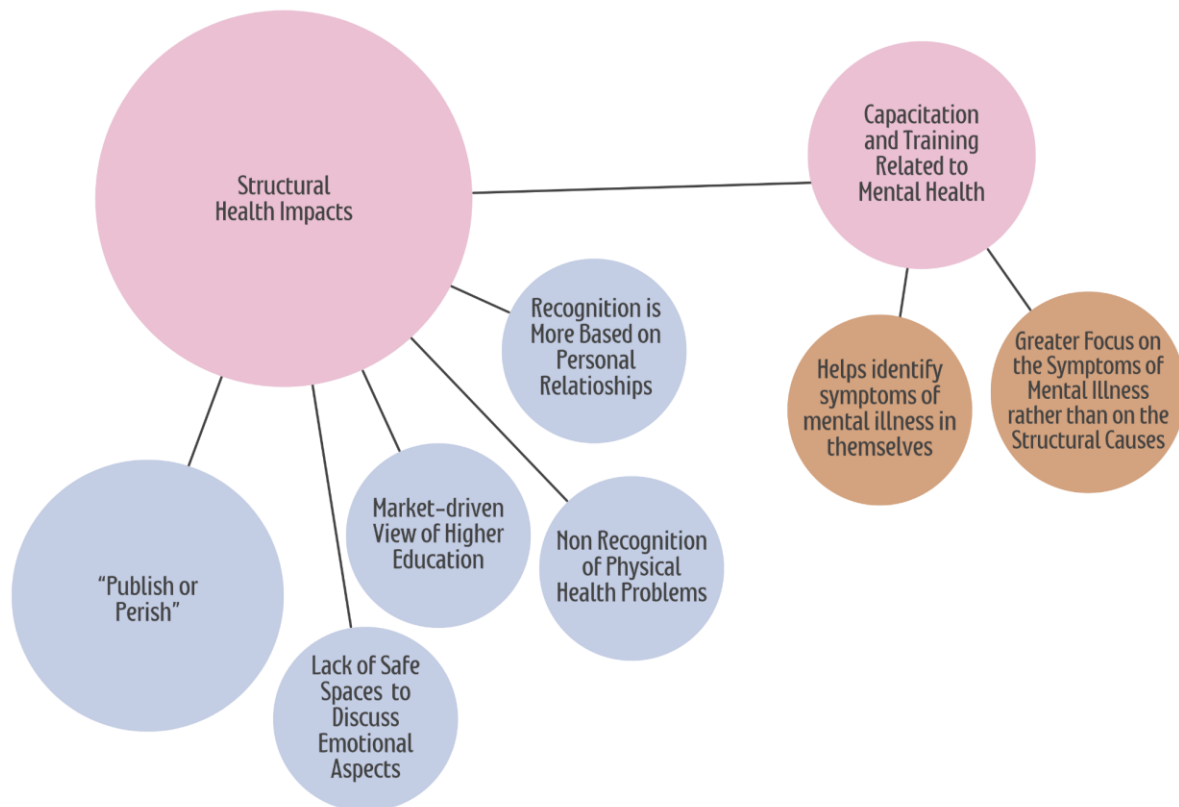 Structural
Health Impacts
Capacitation
and Training
Related to
Mental Health
Recognition is
More Based on
Personal
Relatioships
Helps identify
symptoms of
mental illness in
themselves
Greater Focus on
the Symptoms of
Mental Illness
rather than on the
Structural Causes
"Publish or
Perish"
Market-driven
View of Higher
Education
Non Recognition
of Physical
Health Problems
Lack of Safe
Spaces to
Discuss
Emotional
Aspects